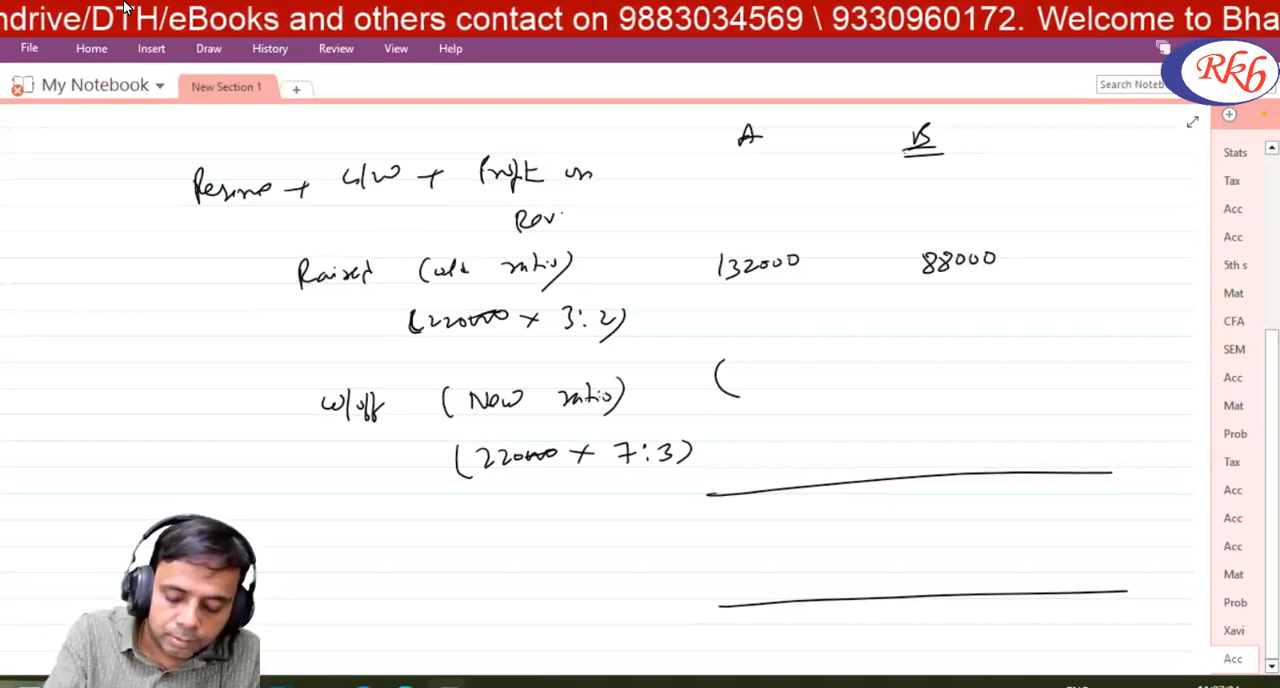 ndrive/DTH/eBooks and others contact on 9883034569 \ 9330960172. Welcome to Bha
File Home Insert Draw History Review View Help
Rkb
My Notebook New Section 1 + Search Noteb
A B
Reserve + G/W + Profit on
Rev.
Raised (old ratio) 132000 88000
(220000 × 3:2)
W/off (New ratio) (
(220000 × 7:3)
Stats
Tax
Acc
Acc
5th s
Mat
CFA
SEM
Acc
Mat
Prob
Tax
Acc
Acc
Acc
Mat
Prob
Xavi
Acc